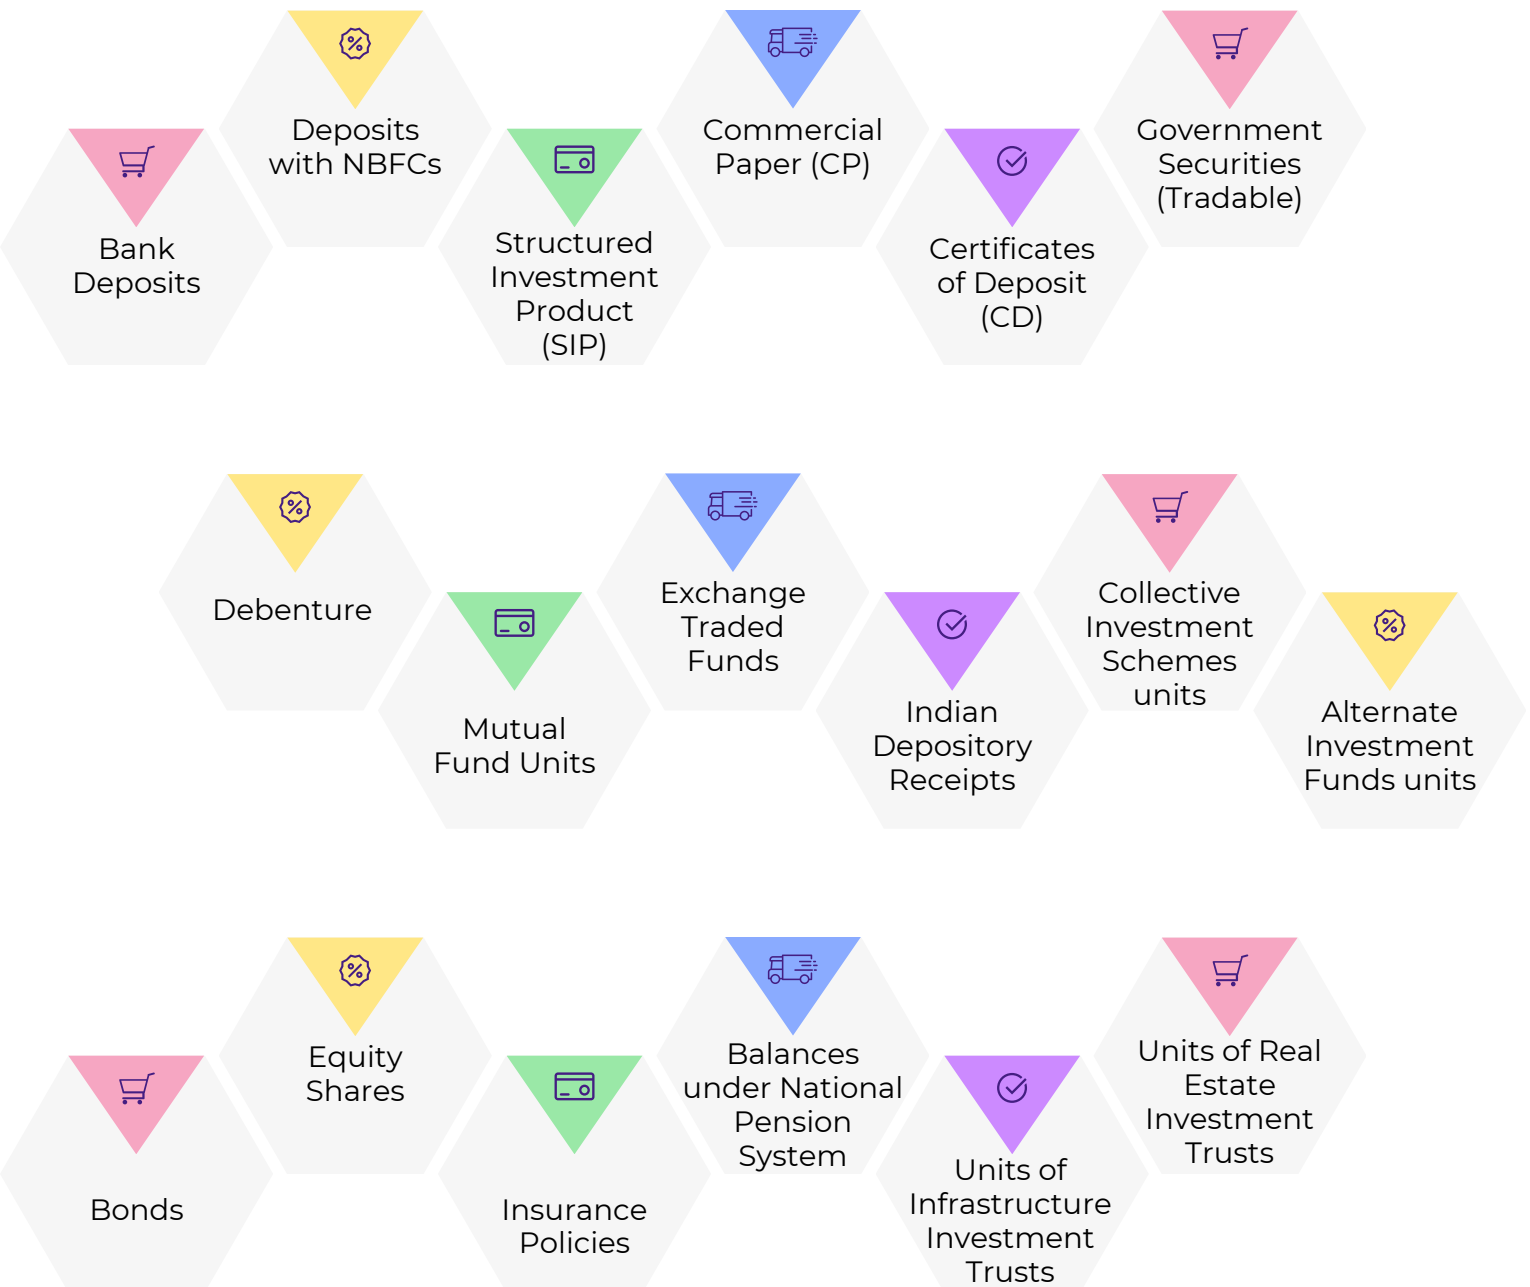 Bank
Deposits
Deposits
with NBFCs
Structured
Investment
Product
(SIP)
Commercial
Paper (CP)
Certificates
of Deposit
(CD)
Government
Securities
(Tradable)
Debenture
Mutual
Fund Units
Exchange
Traded
Funds
Indian
Depository
Receipts
Collective
Investment
Schemes
units
Alternate
Investment
Funds units
Bonds
Equity
Shares
Insurance
Policies
Balances
under National
Pension
System
Units of
Infrastructure
Investment
Trusts
Units of Real
Estate
Investment
Trusts